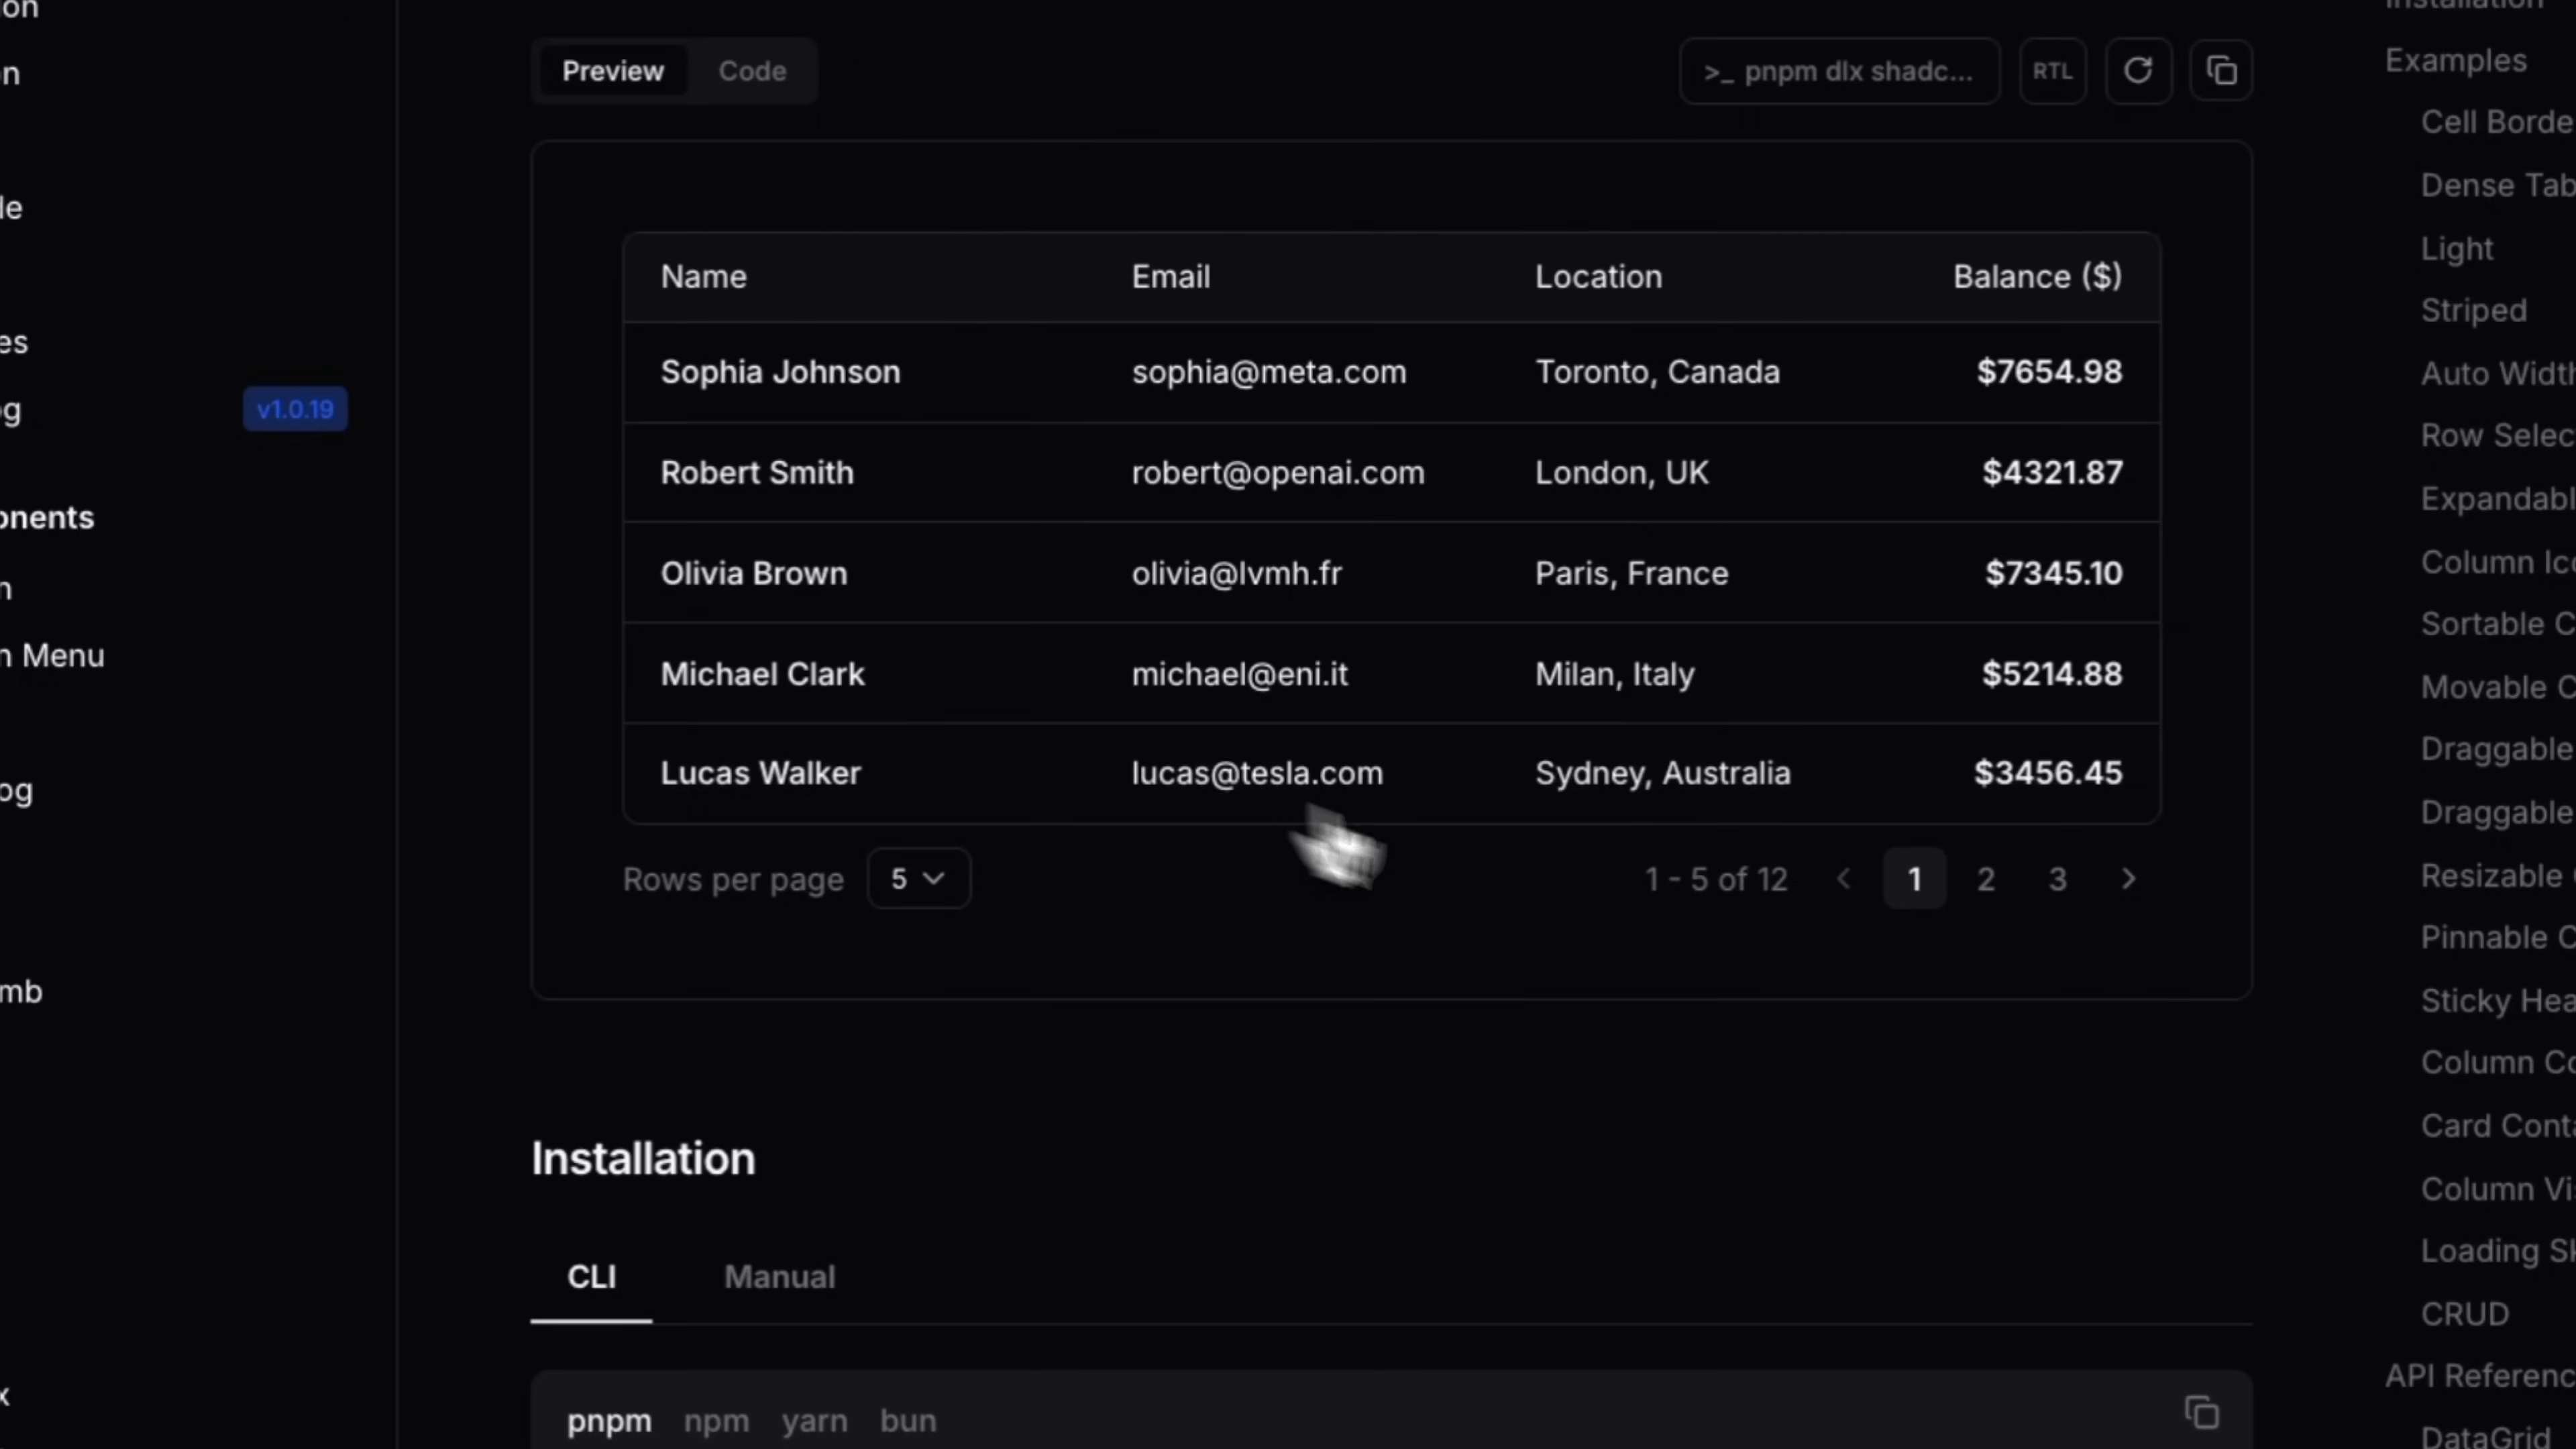 on
n
le
es
og
v1.0.19
onents
n
n Menu
og
mb
x
Preview Code
>_ pnpm dlx shadc...
RTL
Name Email Location Balance ($)
Sophia Johnson sophia@meta.com Toronto, Canada $7654.98
Robert Smith robert@openai.com London, UK $4321.87
Olivia Brown olivia@lvmh.fr Paris, France $7345.10
Michael Clark michael@eni.it Milan, Italy $5214.88
Lucas Walker lucas@tesla.com Sydney, Australia $3456.45
Rows per page 5 1 - 5 of 12 1 2 3
Installation
CLI Manual
pnpm npm yarn bun
Installation
Examples
Cell Borde
Dense Tab
Light
Striped
Auto Width
Row Selec
Expandabl
Column Ico
Sortable C
Movable C
Draggable
Draggable
Resizable
Pinnable C
Sticky Hea
Column Co
Card Conta
Column Vis
Loading Sk
CRUD
API Referenc
DataGrid